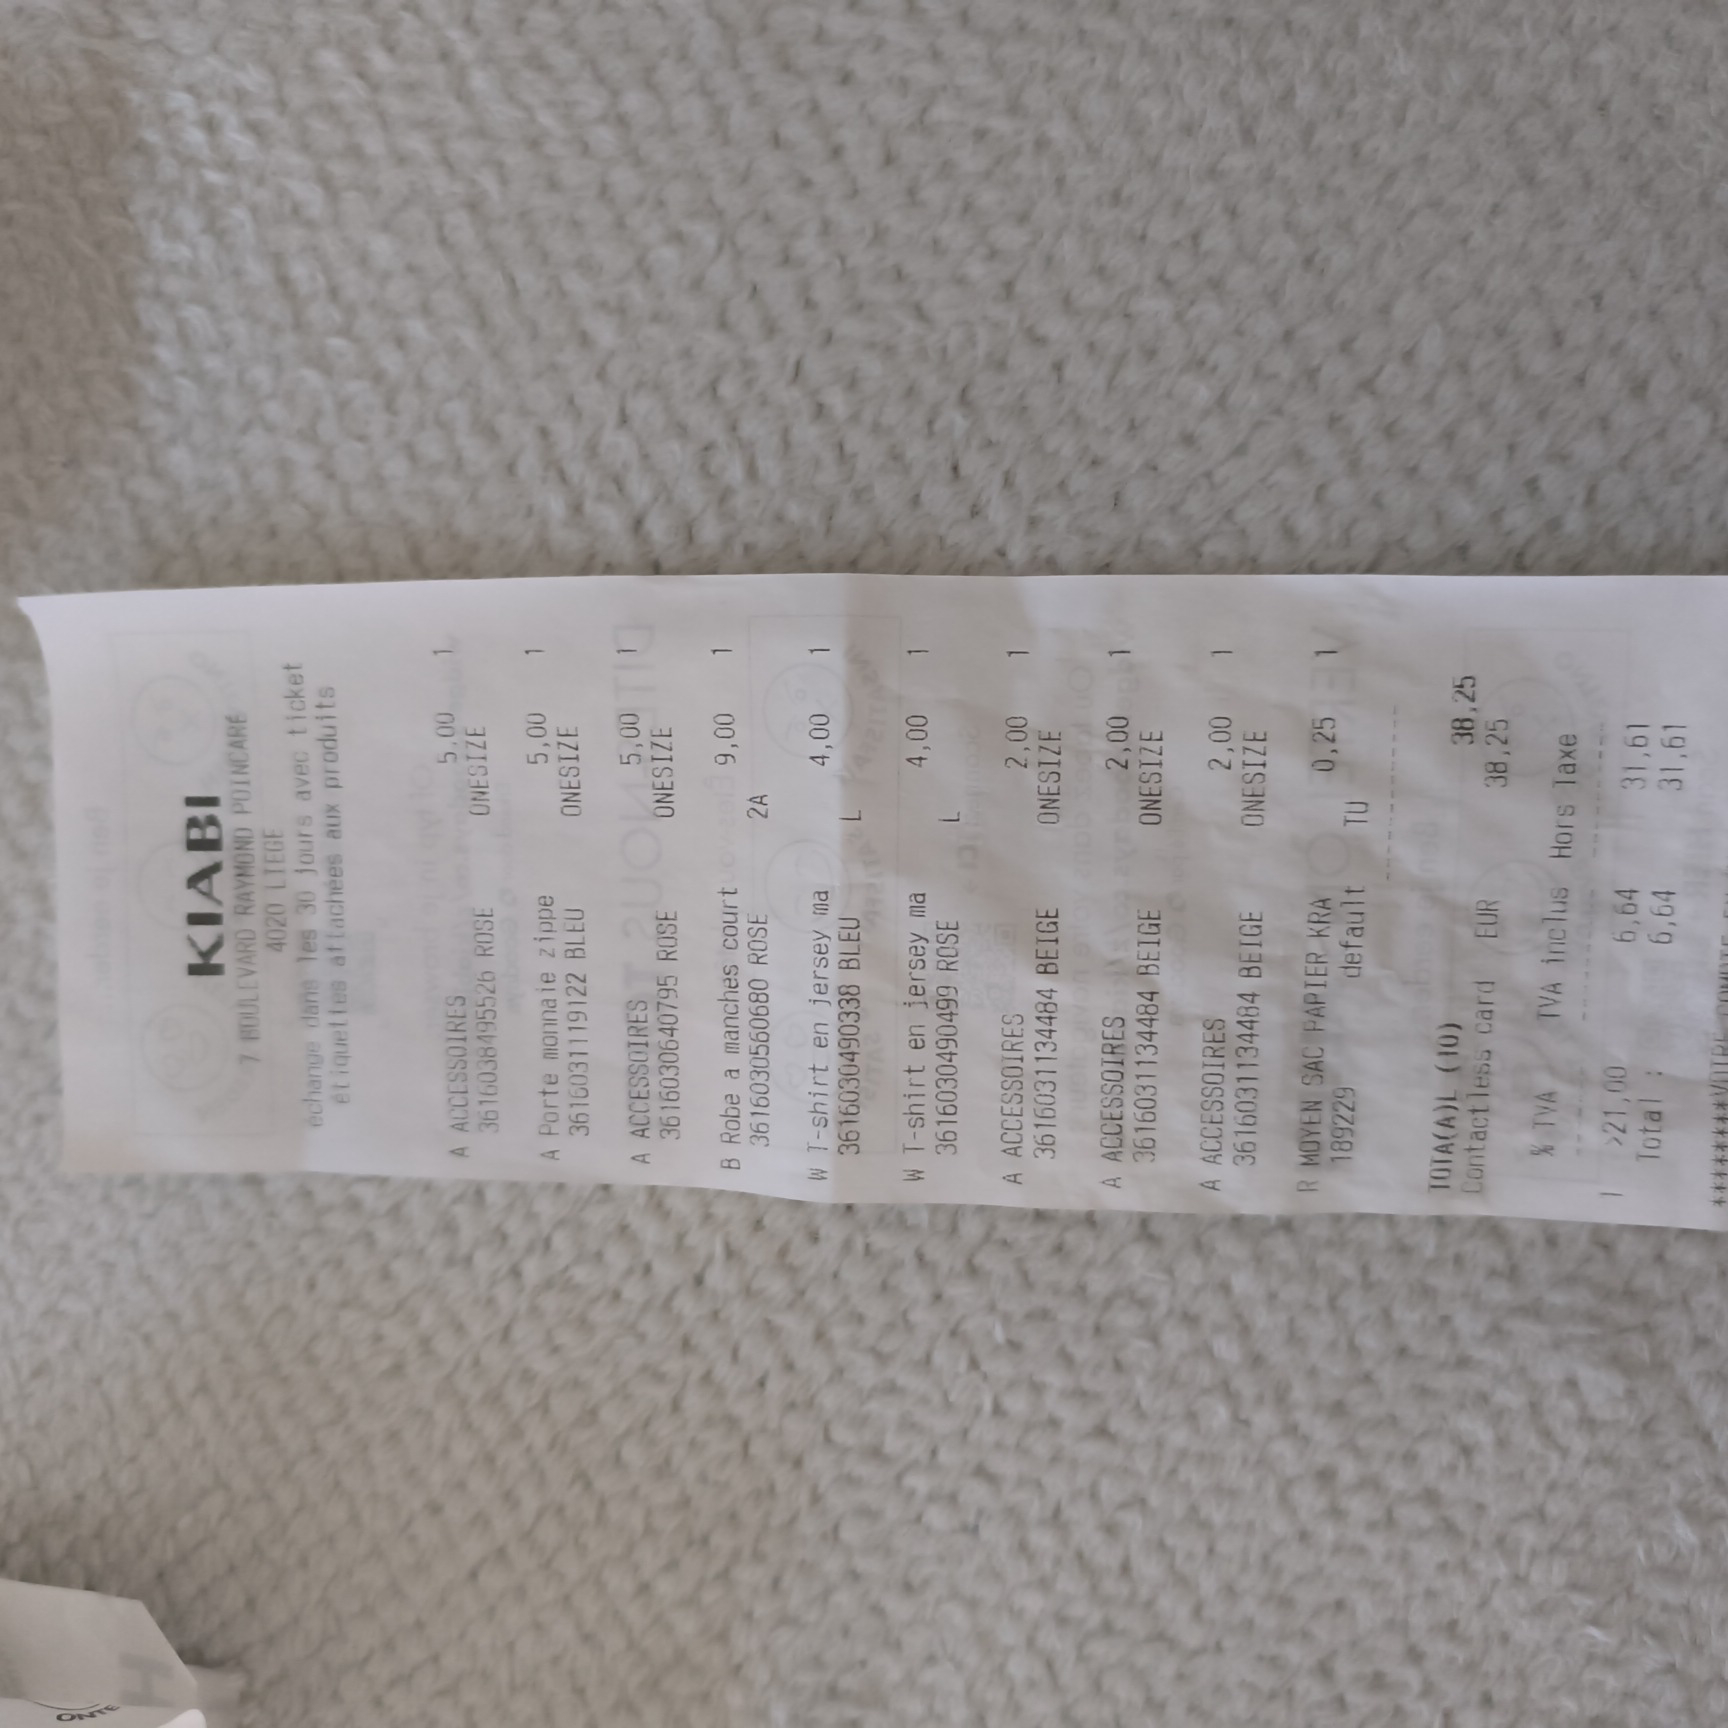 KIABI
7 BOULEVARD RAYMOND POINCARE
4020 LIEGE
échange dans les 30 jours avec ticket
étiquettes attachées aux produits
A ACCESSOIRES 5,00 1
3616038495526 ROSE ONESIZE
A Porte monnaie zippe 5,00 1
3616031119122 BLEU ONESIZE
A ACCESSOIRES 5,00 1
3616030640795 ROSE ONESIZE
B Robe a manches court 9,00 1
3616030560680 ROSE 2A
W T-shirt en jersey ma 4,00 1
3616030490338 BLEU L
W T-shirt en jersey ma 4,00 1
3616030490499 ROSE L
A ACCESSOIRES 2,00 1
3616031134484 BEIGE ONESIZE
A ACCESSOIRES 2,00 1
3616031134484 BEIGE ONESIZE
A ACCESSOIRES 2,00 1
3616031134484 BEIGE ONESIZE
R MOYEN SAC PAPIER KRA 0,25 1
189229 default TU
TOTA(A)L (10) 38,25
Contactless card EUR 38,25
% TVA TVA inclus Hors Taxe
1 >21,00 6,64 31,61
Total : 6,64 31,61